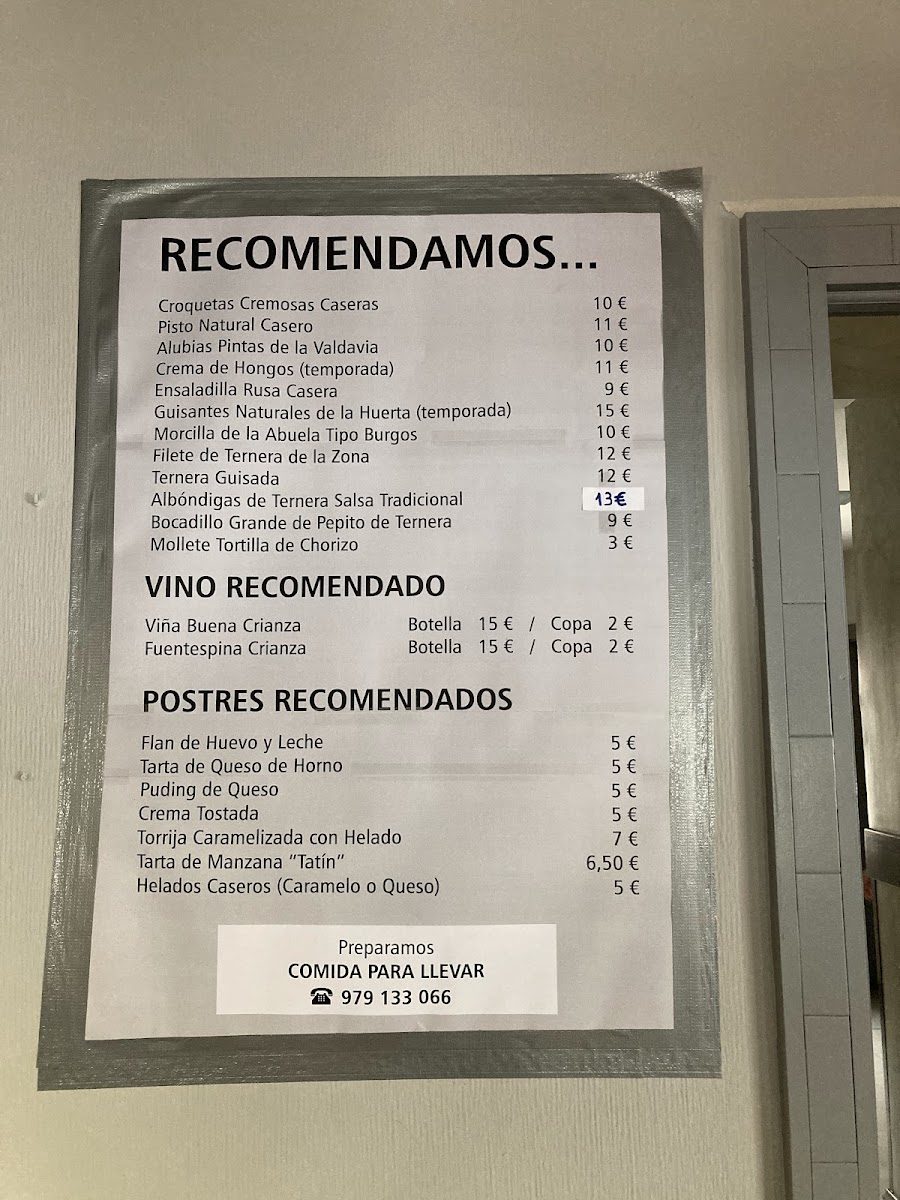 RECOMENDAMOS...
Croquetas Cremosas Caseras 10 €
Pisto Natural Casero 11 €
Alubias Pintas de la Valdavia 10 €
Crema de Hongos (temporada) 11 €
Ensaladilla Rusa Casera 9 €
Guisantes Naturales de la Huerta (temporada) 15 €
Morcilla de la Abuela Tipo Burgos 10 €
Filete de Ternera de la Zona 12 €
Ternera Guisada 12 €
Albóndigas de Ternera Salsa Tradicional 13€
Bocadillo Grande de Pepito de Ternera 9 €
Mollete Tortilla de Chorizo 3 €
VINO RECOMENDADO
Viña Buena Crianza Botella 15 € / Copa 2 €
Fuentespina Crianza Botella 15 € / Copa 2 €
POSTRES RECOMENDADOS
Flan de Huevo y Leche 5 €
Tarta de Queso de Horno 5 €
Puding de Queso 5 €
Crema Tostada 5 €
Torrija Caramelizada con Helado 7 €
Tarta de Manzana "Tatín" 6,50 €
Helados Caseros (Caramelo o Queso) 5 €
Preparamos
COMIDA PARA LLEVAR
☎ 979 133 066